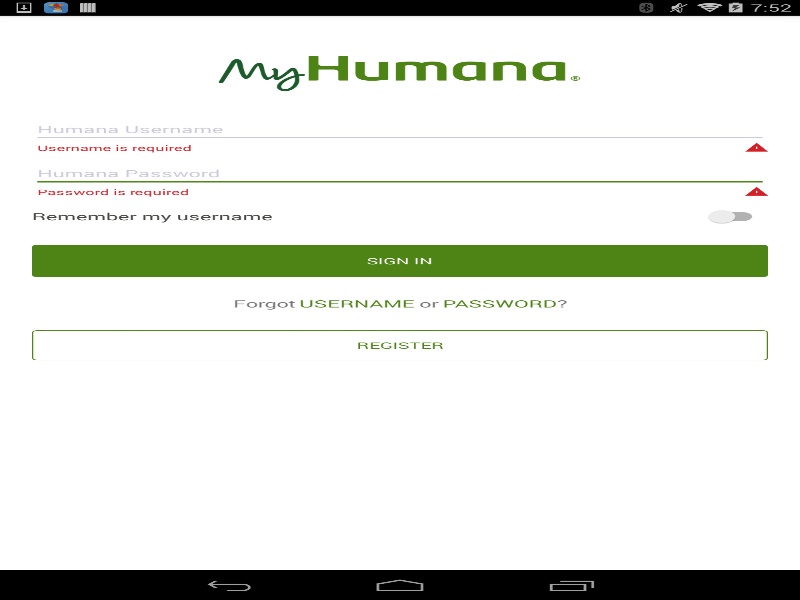 7:52
MyHumana®
Humana Username
Username is required
Humana Password
Password is required
Remember my username
SIGN IN
Forgot USERNAME or PASSWORD?
REGISTER